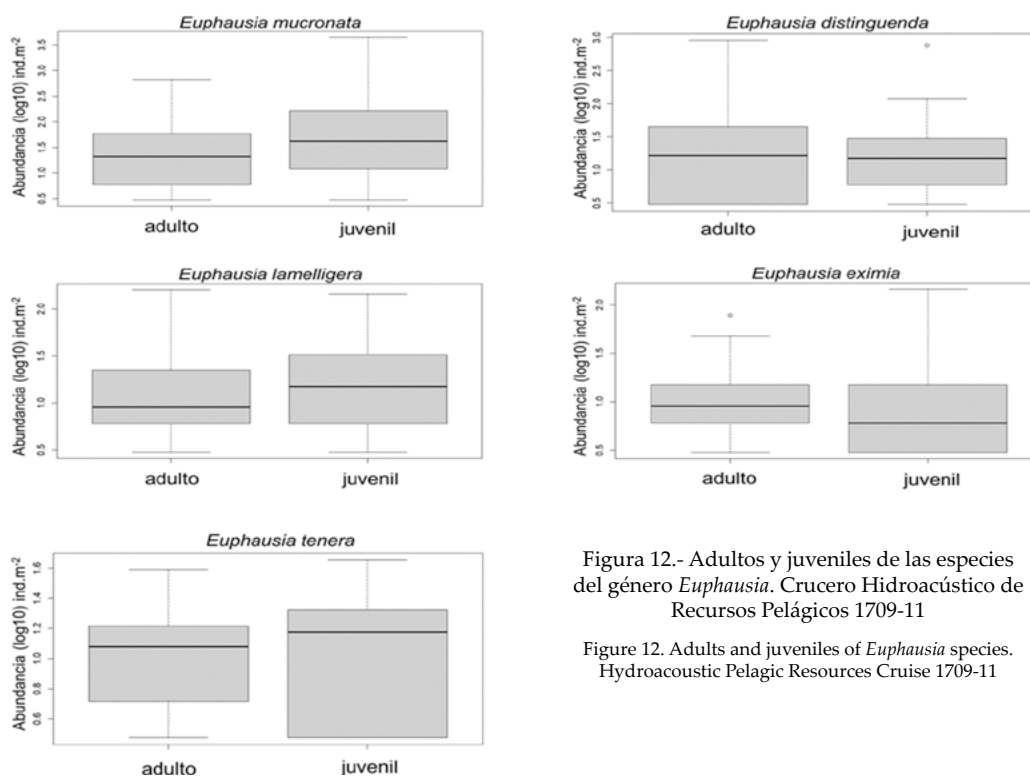 Euphausia mucronata
Abundancia (log10) ind.m-2
3.5
3.0
2.5
2.0
1.5
1.0
0.5
adulto juvenil
Euphausia distinguenda
Abundancia (log10) ind.m-2
3.0
2.5
2.0
1.5
1.0
0.5
adulto juvenil
Euphausia lamelligera
Abundancia (log10) ind.m-2
2.0
1.5
1.0
0.5
adulto juvenil
Euphausia eximia
Abundancia (log10) ind.m-2
2.0
1.5
1.0
0.5
adulto juvenil
Euphausia tenera
Abundancia (log10) ind.m-2
1.6
1.4
1.2
1.0
0.8
0.6
adulto juvenil
Figura 12.- Adultos y juveniles de las especies
del género Euphausia. Crucero Hidroacústico de
Recursos Pelágicos 1709-11
Figure 12. Adults and juveniles of Euphausia species.
Hydroacoustic Pelagic Resources Cruise 1709-11